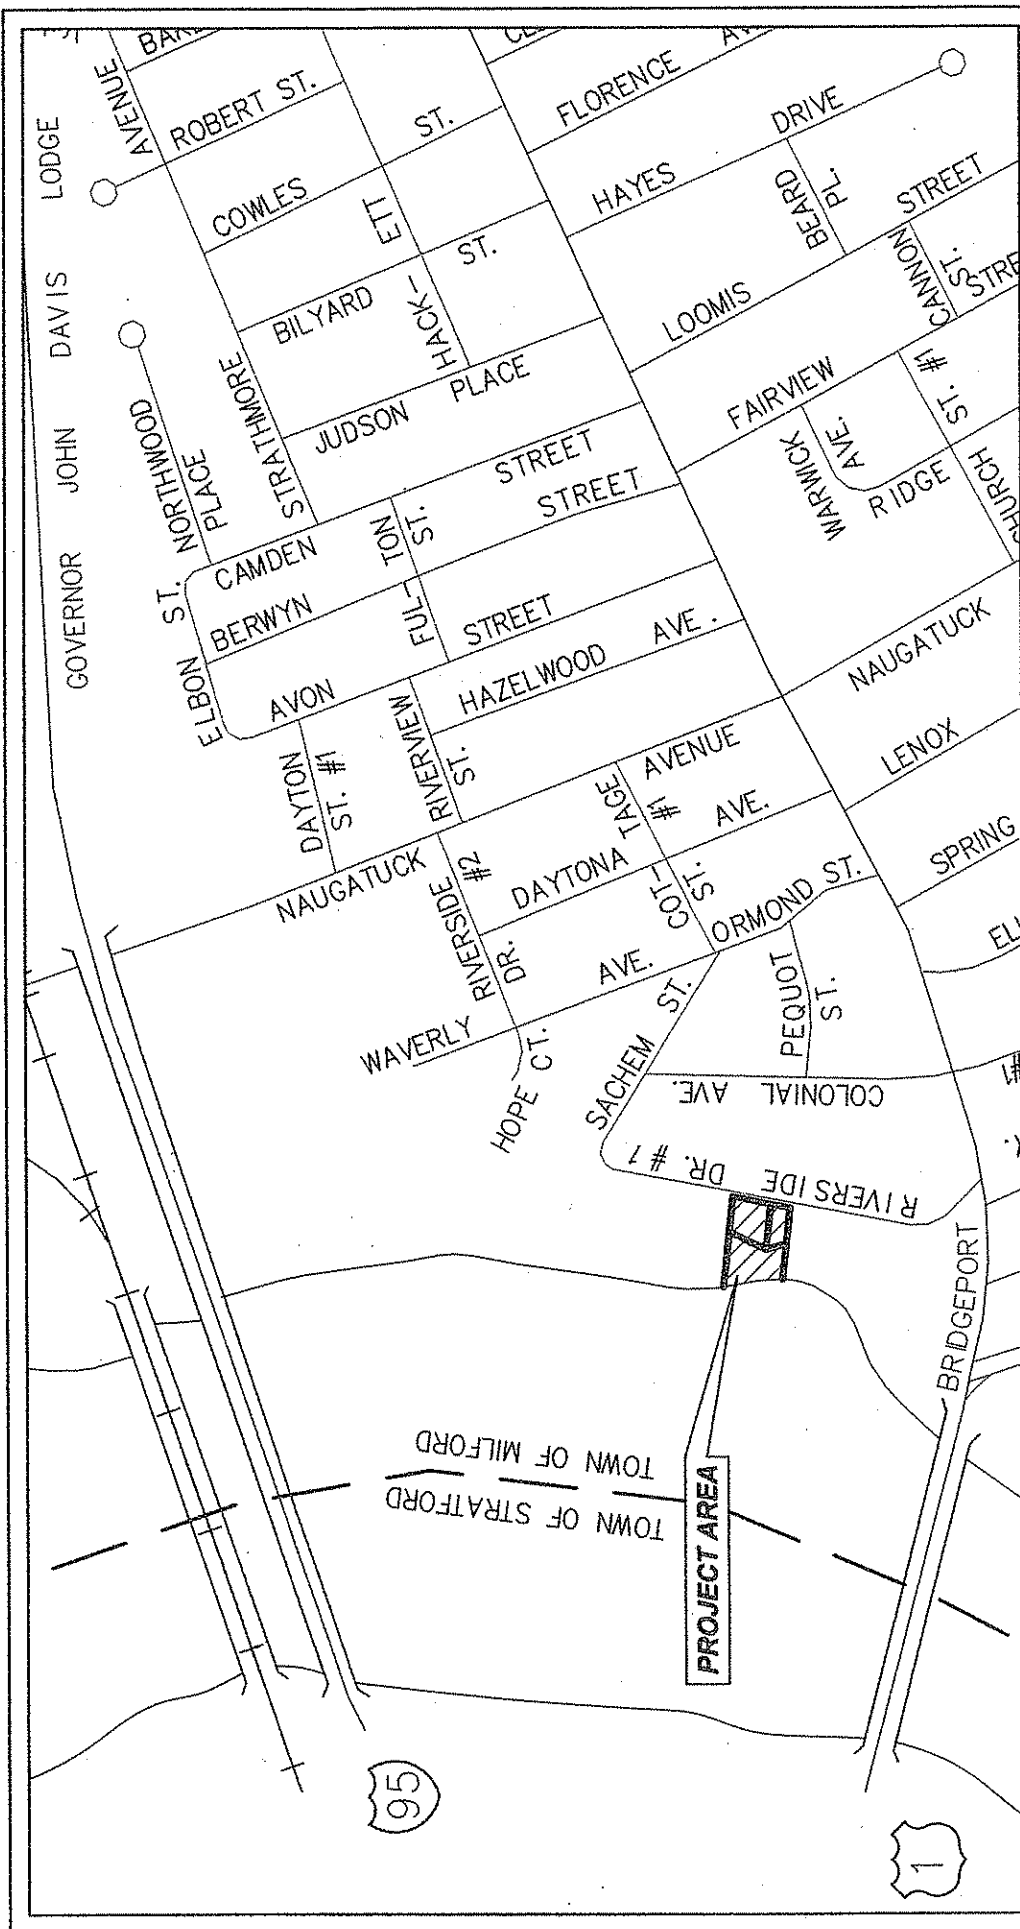 GOVERNOR JOHN DAVIS LODGE
AVENUE
ROBERT ST.
COWLES
ST.
BILYARD
ST.
HACK-
ETT
JUDSON PLACE
STRATHMORE
NORTHWOOD
PLACE
ELBON ST.
CAMDEN
STREET
BERWYN
STREET
FUL-
TON
ST.
AVON
STREET
DAYTON
ST. #1
RIVERVIEW
ST.
HAZELWOOD AVE.
NAUGATUCK
AVENUE
RIVERSIDE
DR.
#2
DAYTONA
AVE.
COT-
TAGE
ST.
#1
WAVERLY
AVE.
HOPE CT.
SACHEM ST.
ORMOND ST.
PEQUOT
ST.
COLONIAL AVE.
RIVERSIDE DR. #1
BRIDGEPORT
FLORENCE
HAYES
DRIVE
BEARD
PL.
LOOMIS
STREET
CANNON
ST.
FAIRVIEW
WARWICK
AVE.
RIDGE
ST. #1
NAUGATUCK
LENOX
SPRING
#1
TOWN OF MILFORD
TOWN OF STRATFORD
PROJECT AREA
95
1